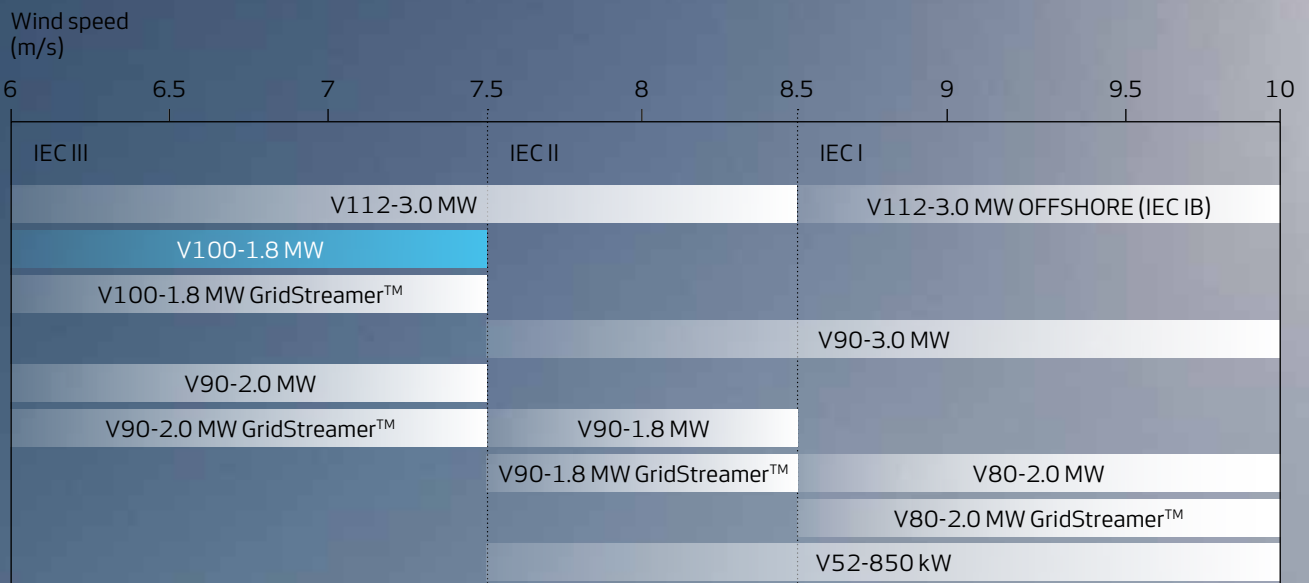 Wind speed
(m/s)
6 6.5 7 7.5 8 8.5 9 9.5 10
IEC III IEC II IEC I
V112-3.0 MW V112-3.0 MW OFFSHORE (IEC IB)
V100-1.8 MW
V100-1.8 MW GridStreamer™
V90-3.0 MW
V90-2.0 MW
V90-2.0 MW GridStreamer™ V90-1.8 MW
V90-1.8 MW GridStreamer™ V80-2.0 MW
V80-2.0 MW GridStreamer™
V52-850 kW